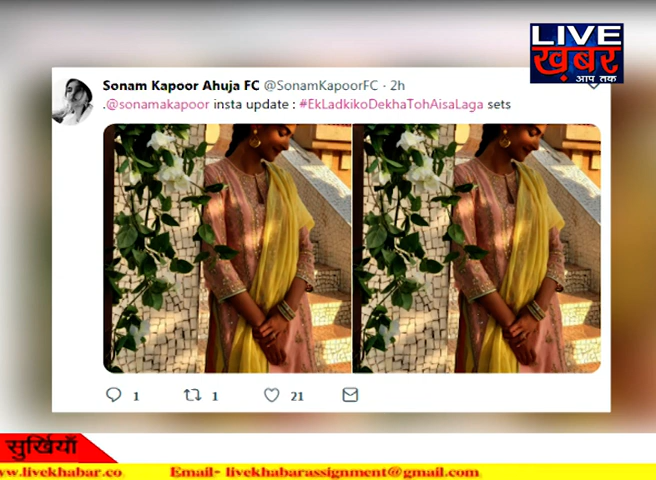 LIVE
ख़बर
आप तक
Sonam Kapoor Ahuja FC @SonamKapoorFC · 2h
.@sonamakapoor insta update : #EkLadkikoDekhaTohAisaLaga sets
1 1 21
सुर्खियाँ
www.livekhabar.co Email- livekhabarassignment@gmail.com